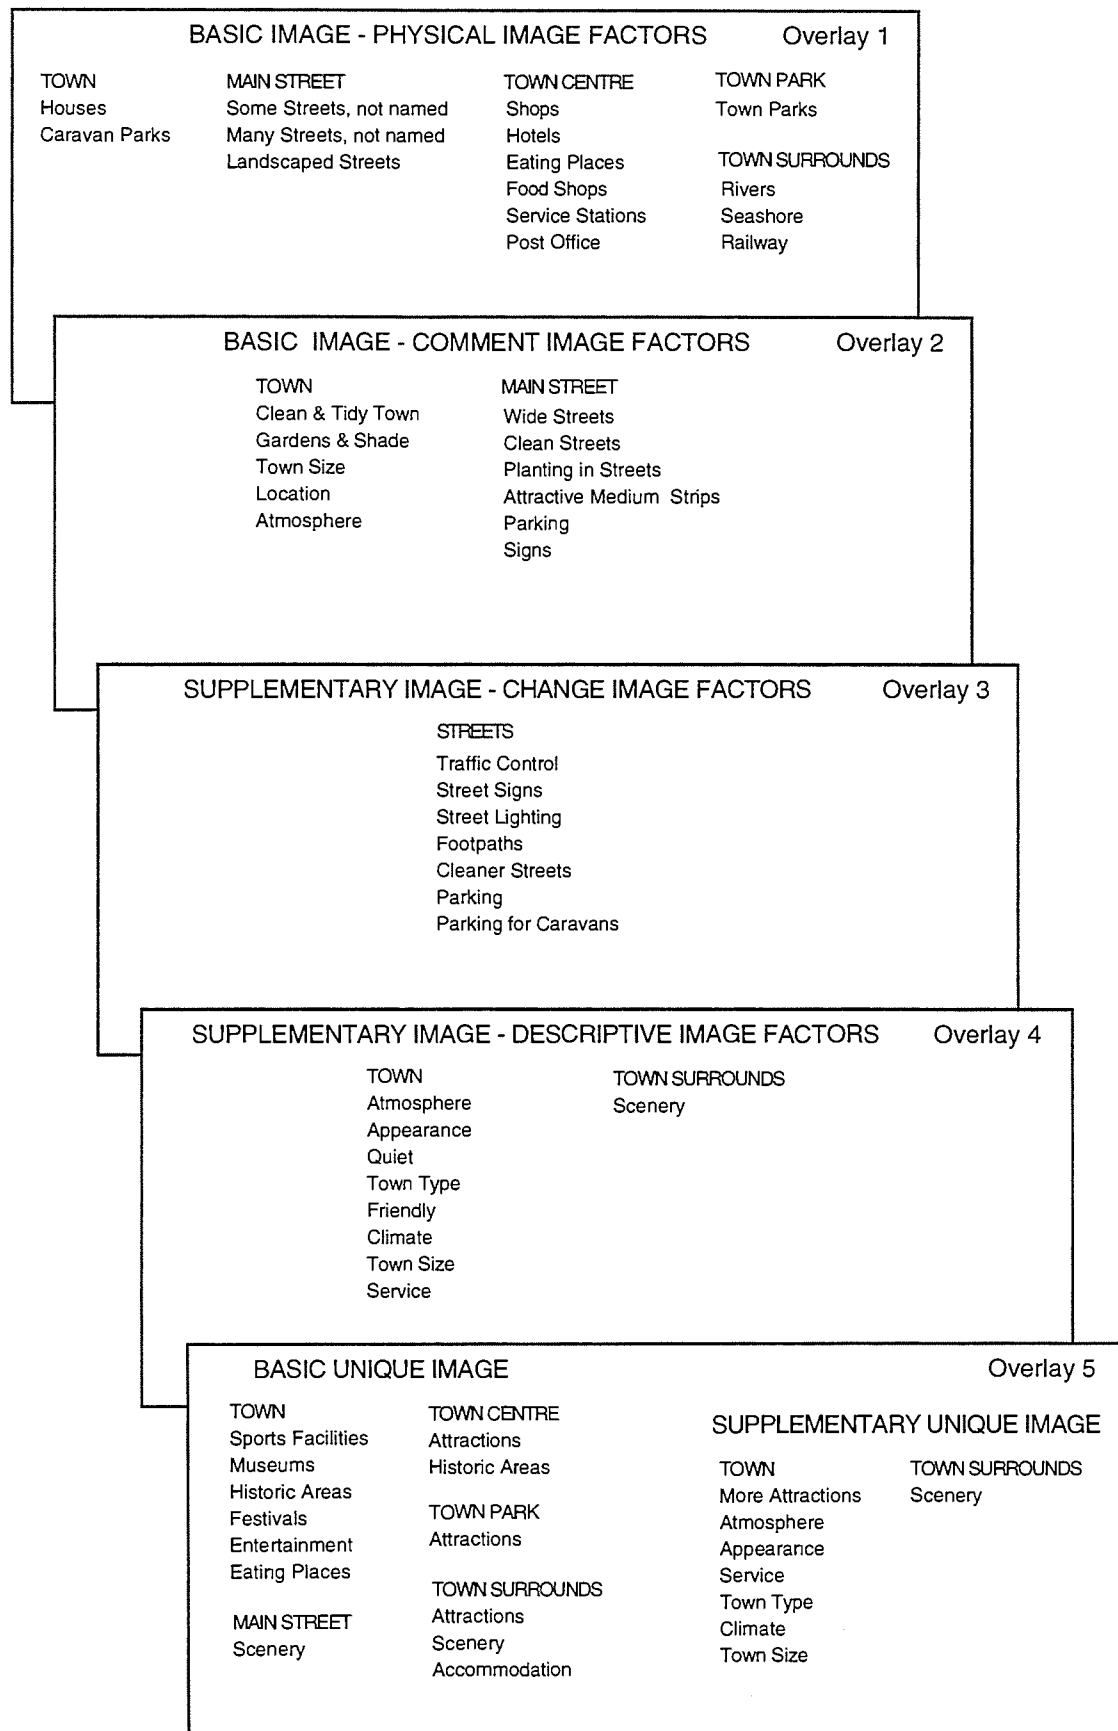 BASIC IMAGE - PHYSICAL IMAGE FACTORS
Overlay 1
TOWN
Houses
Caravan Parks
MAIN STREET
Some Streets, not named
Many Streets, not named
Landscaped Streets
TOWN CENTRE
Shops
Hotels
Eating Places
Food Shops
Service Stations
Post Office
TOWN PARK
Town Parks
TOWN SURROUNDS
Rivers
Seashore
Railway
BASIC IMAGE - COMMENT IMAGE FACTORS
Overlay 2
TOWN
Clean & Tidy Town
Gardens & Shade
Town Size
Location
Atmosphere
MAIN STREET
Wide Streets
Clean Streets
Planting in Streets
Attractive Medium Strips
Parking
Signs
SUPPLEMENTARY IMAGE - CHANGE IMAGE FACTORS
Overlay 3
STREETS
Traffic Control
Street Signs
Street Lighting
Footpaths
Cleaner Streets
Parking
Parking for Caravans
SUPPLEMENTARY IMAGE - DESCRIPTIVE IMAGE FACTORS
Overlay 4
TOWN
Atmosphere
Appearance
Quiet
Town Type
Friendly
Climate
Town Size
Service
TOWN SURROUNDS
Scenery
BASIC UNIQUE IMAGE
Overlay 5
TOWN
Sports Facilities
Museums
Historic Areas
Festivals
Entertainment
Eating Places
MAIN STREET
Scenery
TOWN CENTRE
Attractions
Historic Areas
TOWN PARK
Attractions
TOWN SURROUNDS
Attractions
Scenery
Accommodation
SUPPLEMENTARY UNIQUE IMAGE
TOWN
More Attractions
Atmosphere
Appearance
Service
Town Type
Climate
Town Size
TOWN SURROUNDS
Scenery